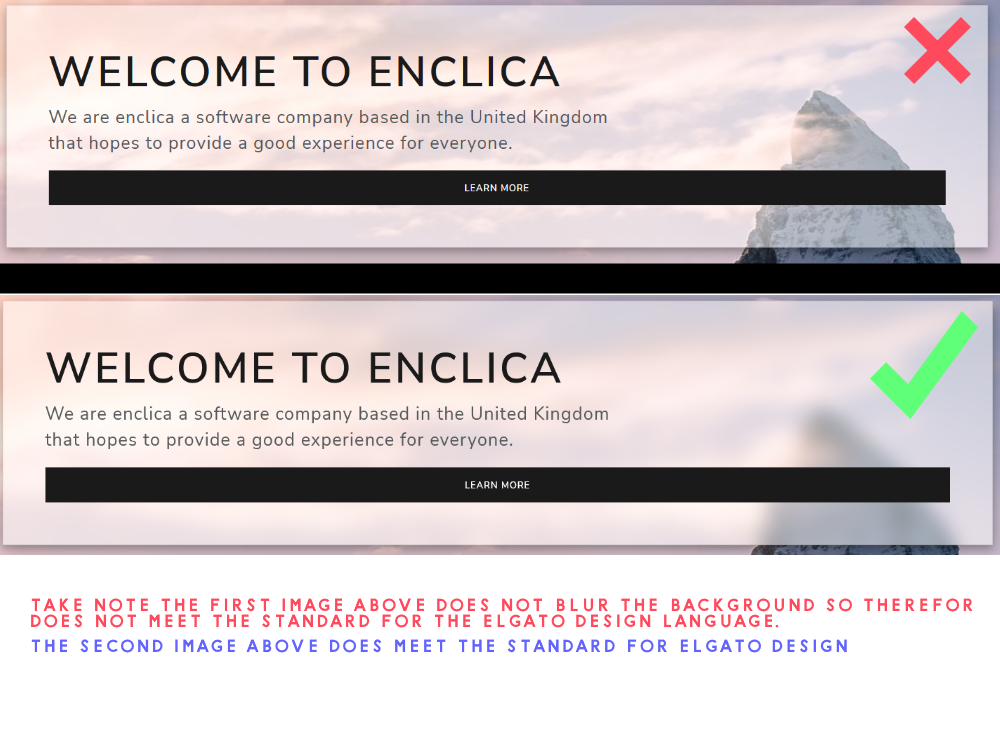 WELCOME TO ENCLICA
We are enclica a software company based in the United Kingdom
that hopes to provide a good experience for everyone.
LEARN MORE
WELCOME TO ENCLICA
We are enclica a software company based in the United Kingdom
that hopes to provide a good experience for everyone.
LEARN MORE
TAKE NOTE THE FIRST IMAGE ABOVE DOES NOT BLUR THE BACKGROUND SO THEREFOR
DOES NOT MEET THE STANDARD FOR THE ELGATO DESIGN LANGUAGE.
THE SECOND IMAGE ABOVE DOES MEET THE STANDARD FOR ELGATO DESIGN